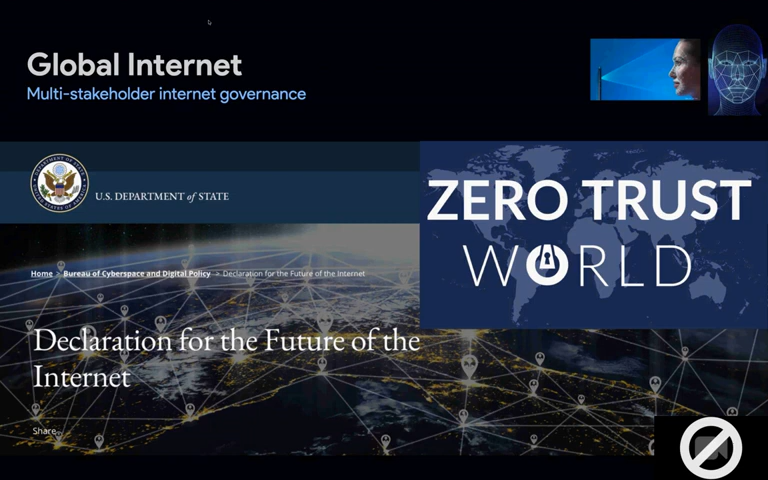 Global Internet
Multi-stakeholder internet governance
U.S. DEPARTMENT of STATE
ZERO TRUST
WORLD
Home > Bureau of Cyberspace and Digital Policy > Declaration for the Future of the Internet
Declaration for the Future of the
Internet
Share